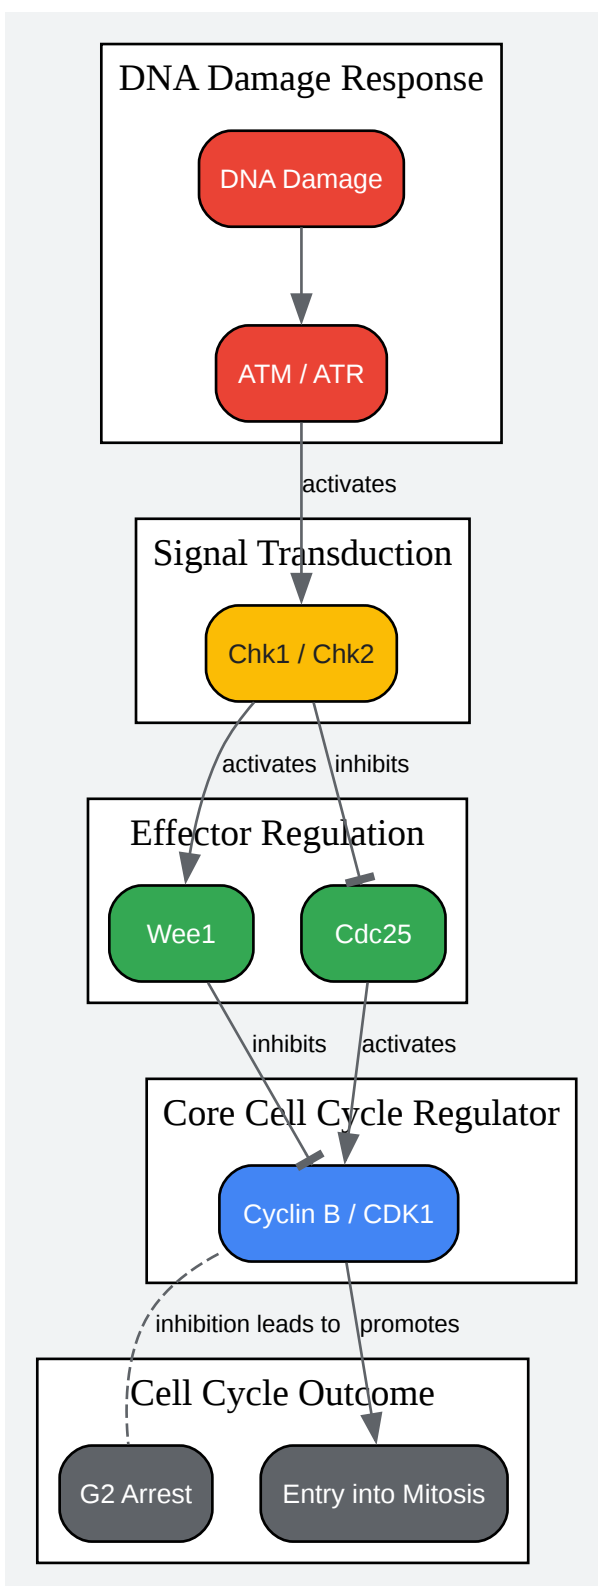 DNA Damage Response
DNA Damage
ATM / ATR
activates
Signal Transduction
Chk1 / Chk2
activates inhibits
Effector Regulation
Wee1 Cdc25
inhibits activates
Core Cell Cycle Regulator
Cyclin B / CDK1
inhibition leads to promotes
Cell Cycle Outcome
G2 Arrest Entry into Mitosis